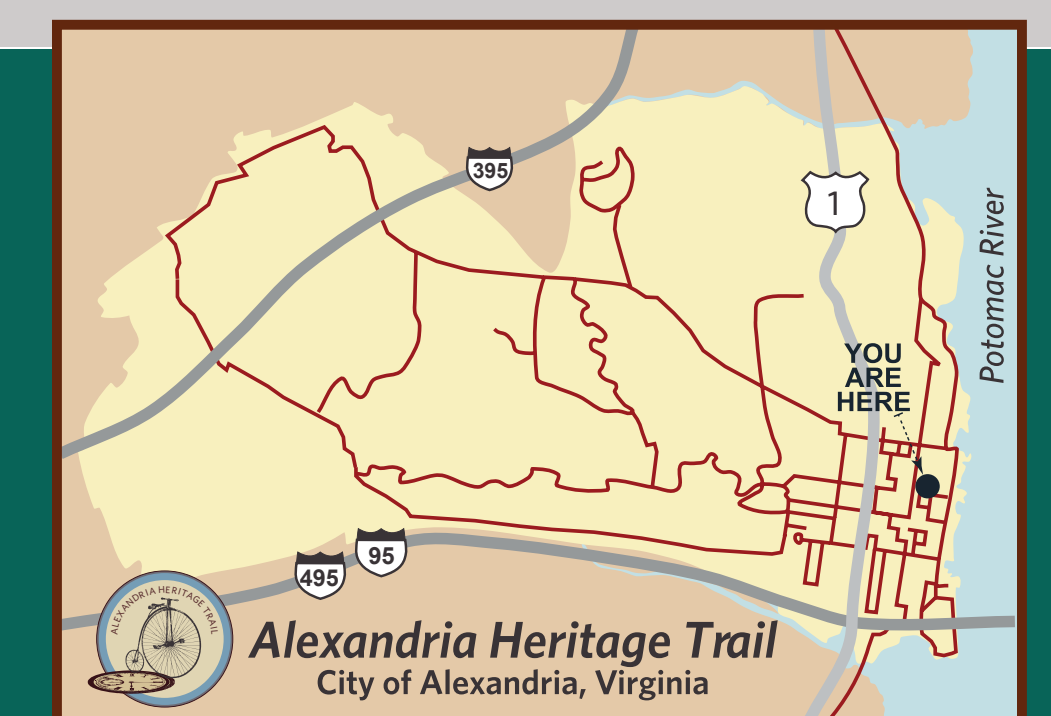 395
1
Potomac River
YOU
ARE
HERE
95
495
ALEXANDRIA HERITAGE TRAIL
Alexandria Heritage Trail
City of Alexandria, Virginia